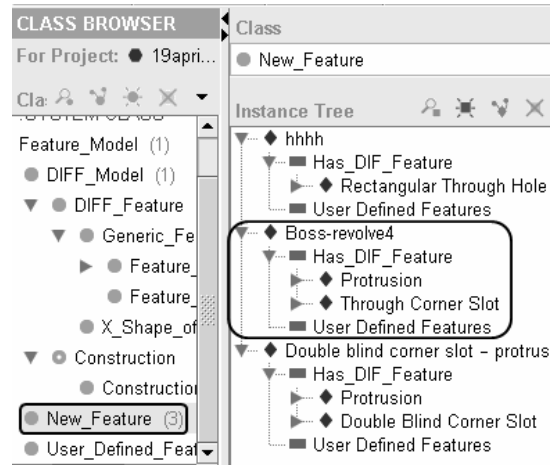 CLASS BROWSER
For Project: 19apri...
Cla:
Feature_Model (1)
DIFF_Model (1)
DIFF_Feature
Generic_Fe
Feature_
Feature_
X_Shape_of
Construction
Construction
New_Feature (3)
User_Defined_Feat
Class
New_Feature
Instance Tree
hhhh
Has_DIF_Feature
Rectangular Through Hole
User Defined Features
Boss-revolve4
Has_DIF_Feature
Protrusion
Through Corner Slot
User Defined Features
Double blind corner slot - protrus
Has_DIF_Feature
Protrusion
Double Blind Corner Slot
User Defined Features